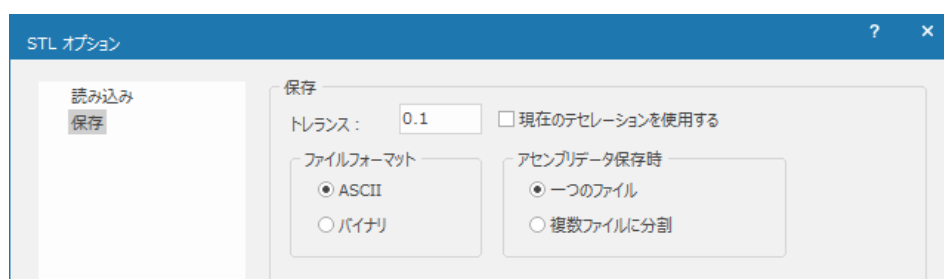 STL オプション ? ×
読み込み
保存
保存
トレランス : 0.1 現在のテセレーションを使用する
ファイルフォーマット アセンブリデータ保存時
ASCII 一つのファイル
バイナリ 複数ファイルに分割